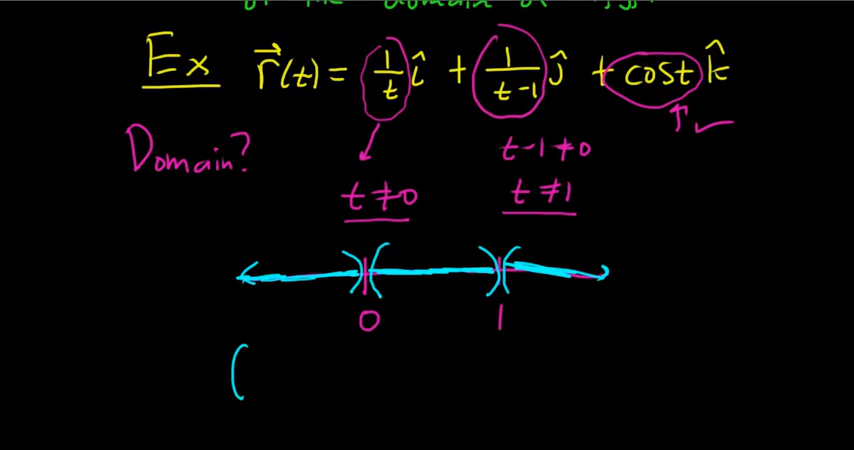 Ex r⃗(t) = 1/t î + 1/(t-1) ĵ + cost k̂
Domain?
t-1≠0
t≠0 t≠1
0 1
(